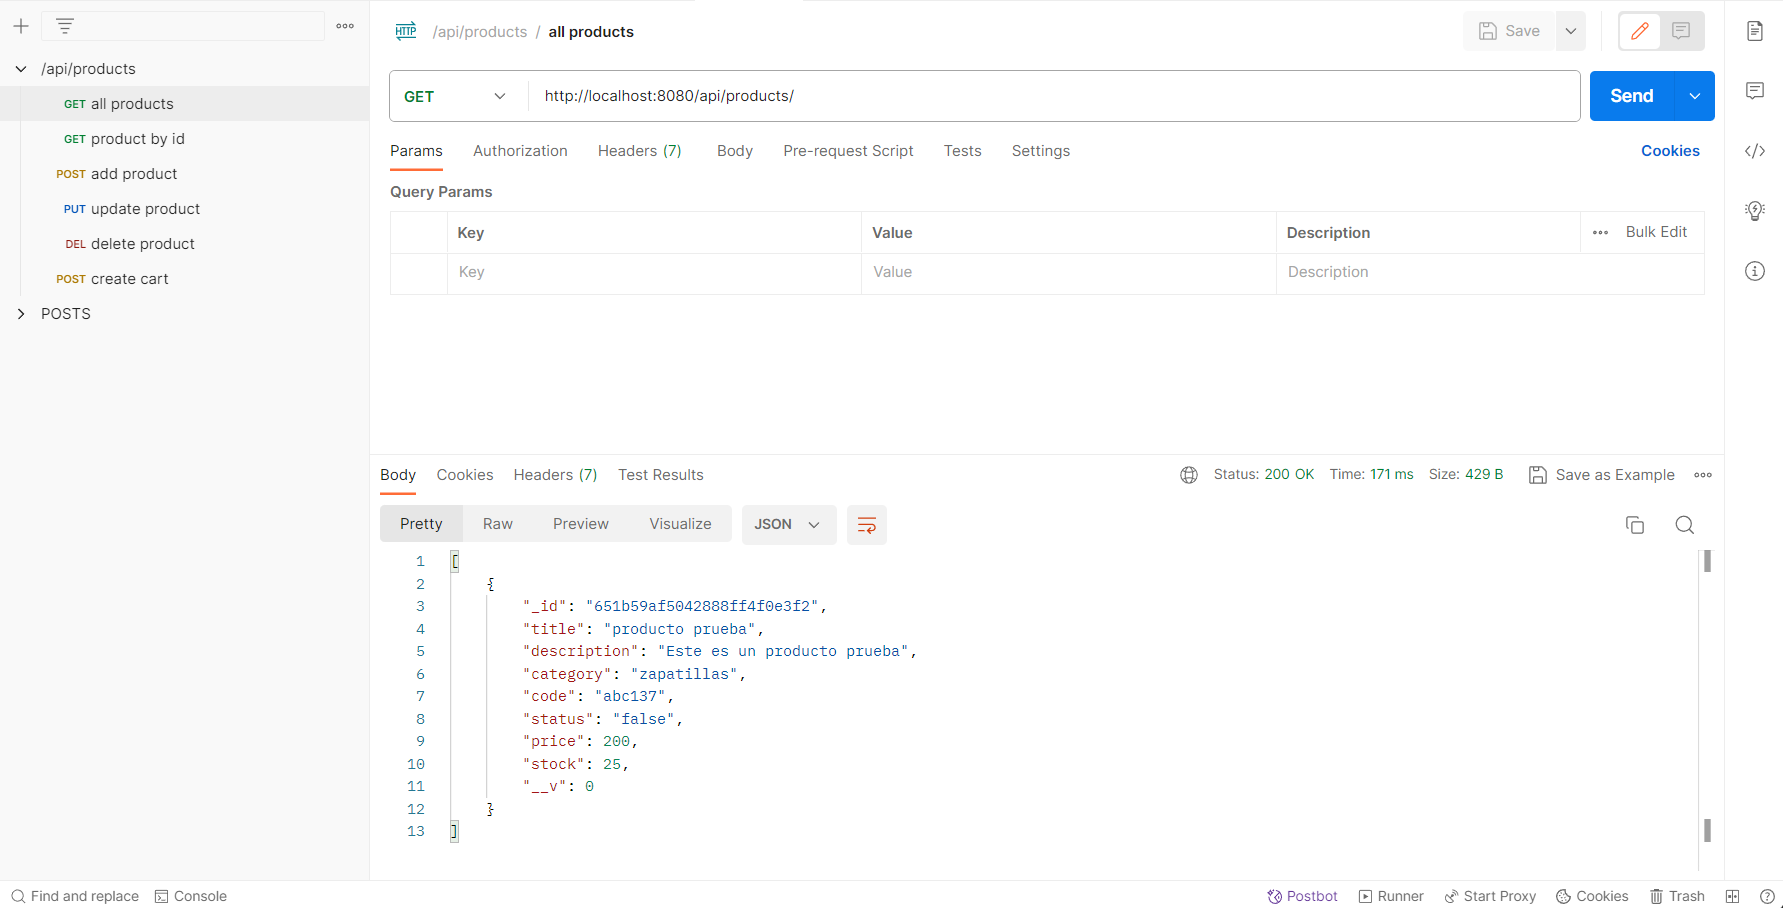 /api/products
GET all products
GET product by id
POST add product
PUT update product
DEL delete product
POST create cart
POSTS
HTTP /api/products / all products
Save
GET http://localhost:8080/api/products/
Send
Params Authorization Headers (7) Body Pre-request Script Tests Settings Cookies
Query Params
Key Value Description Bulk Edit
Key Value Description
Body Cookies Headers (7) Test Results Status: 200 OK Time: 171 ms Size: 429 B Save as Example
Pretty Raw Preview Visualize JSON
1 [
2 {
3 "_id": "651b59af5042888ff4f0e3f2",
4 "title": "producto prueba",
5 "description": "Este es un producto prueba",
6 "category": "zapatillas",
7 "code": "abc137",
8 "status": "false",
9 "price": 200,
10 "stock": 25,
11 "__v": 0
12 }
13 ]
Find and replace Console Postbot Runner Start Proxy Cookies Trash